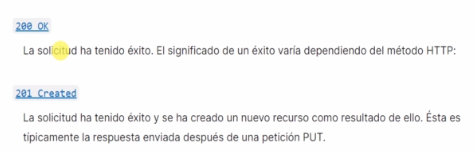 200 OK
La solicitud ha tenido éxito. El significado de un éxito varía dependiendo del método HTTP:
201 Created
La solicitud ha tenido éxito y se ha creado un nuevo recurso como resultado de ello. Ésta es
típicamente la respuesta enviada después de una petición PUT.